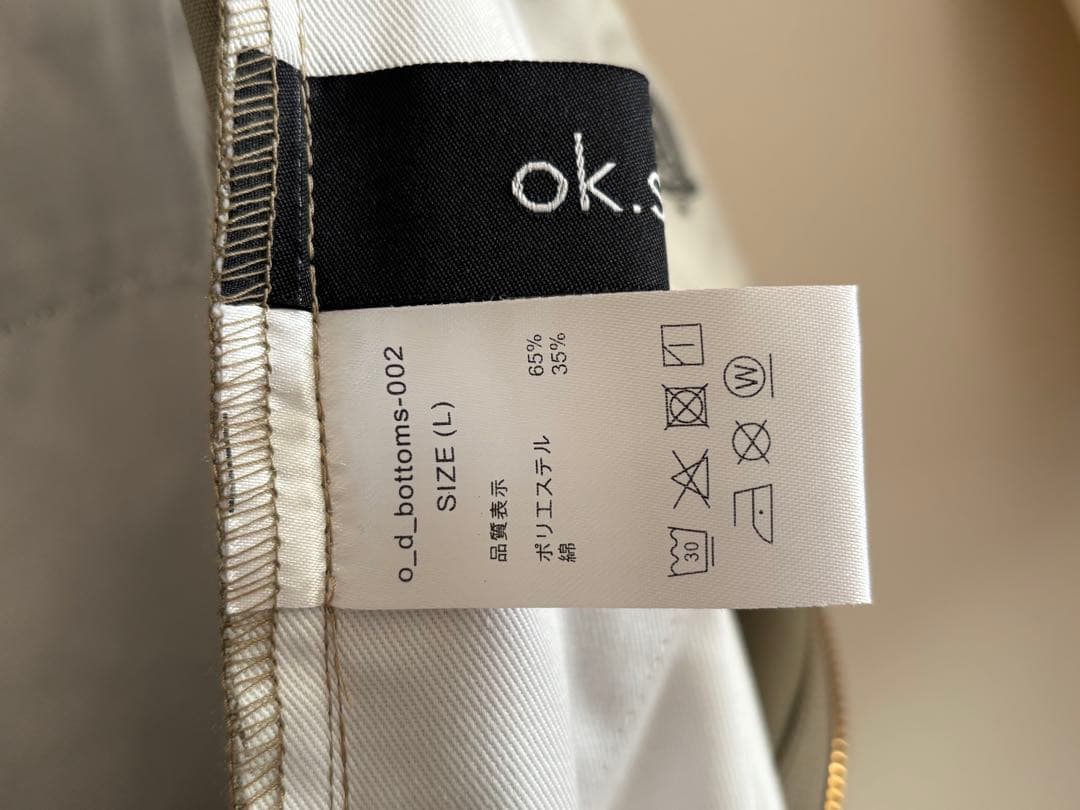 ok.s
o_d_bottoms-002
SIZE (L)
品質表示
ポリエステル 65%
綿 35%
30
W